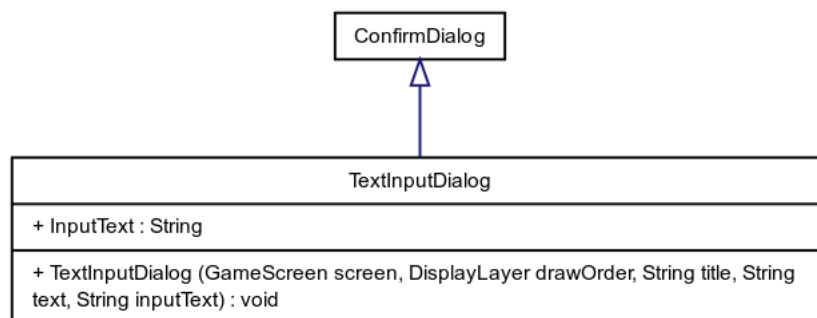 ConfirmDialog
TextInputDialog
+ InputText : String
+ TextInputDialog (GameScreen screen, DisplayLayer drawOrder, String title, String
text, String inputText) : void